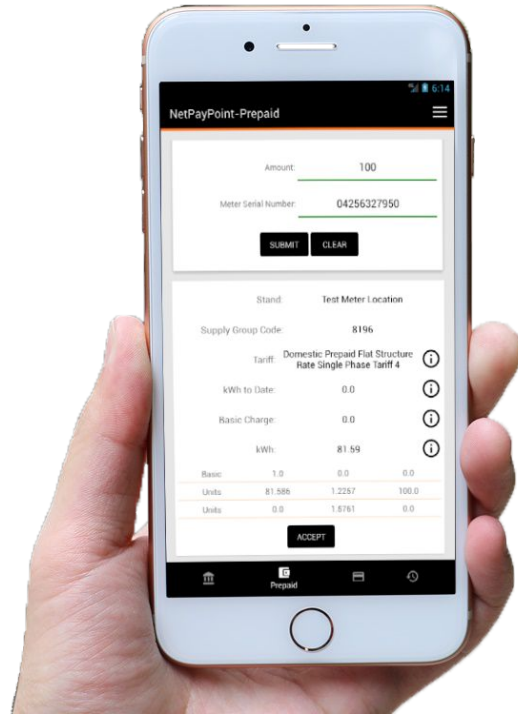 6:14
NetPayPoint-Prepaid
Amount: 100
Meter Serial Number: 04256327950
SUBMIT CLEAR
Stand: Test Meter Location
Supply Group Code: 8196
Tariff: Domestic Prepaid Flat Structure
Rate Single Phase Tariff 4
kWh to Date: 0.0
Basic Charge: 0.0
kWh: 81.59
Basic: 1.0 0.0 0.0
Units: 81.586 1.2257 100.0
Units: 0.0 1.8761 0.0
ACCEPT
Prepaid